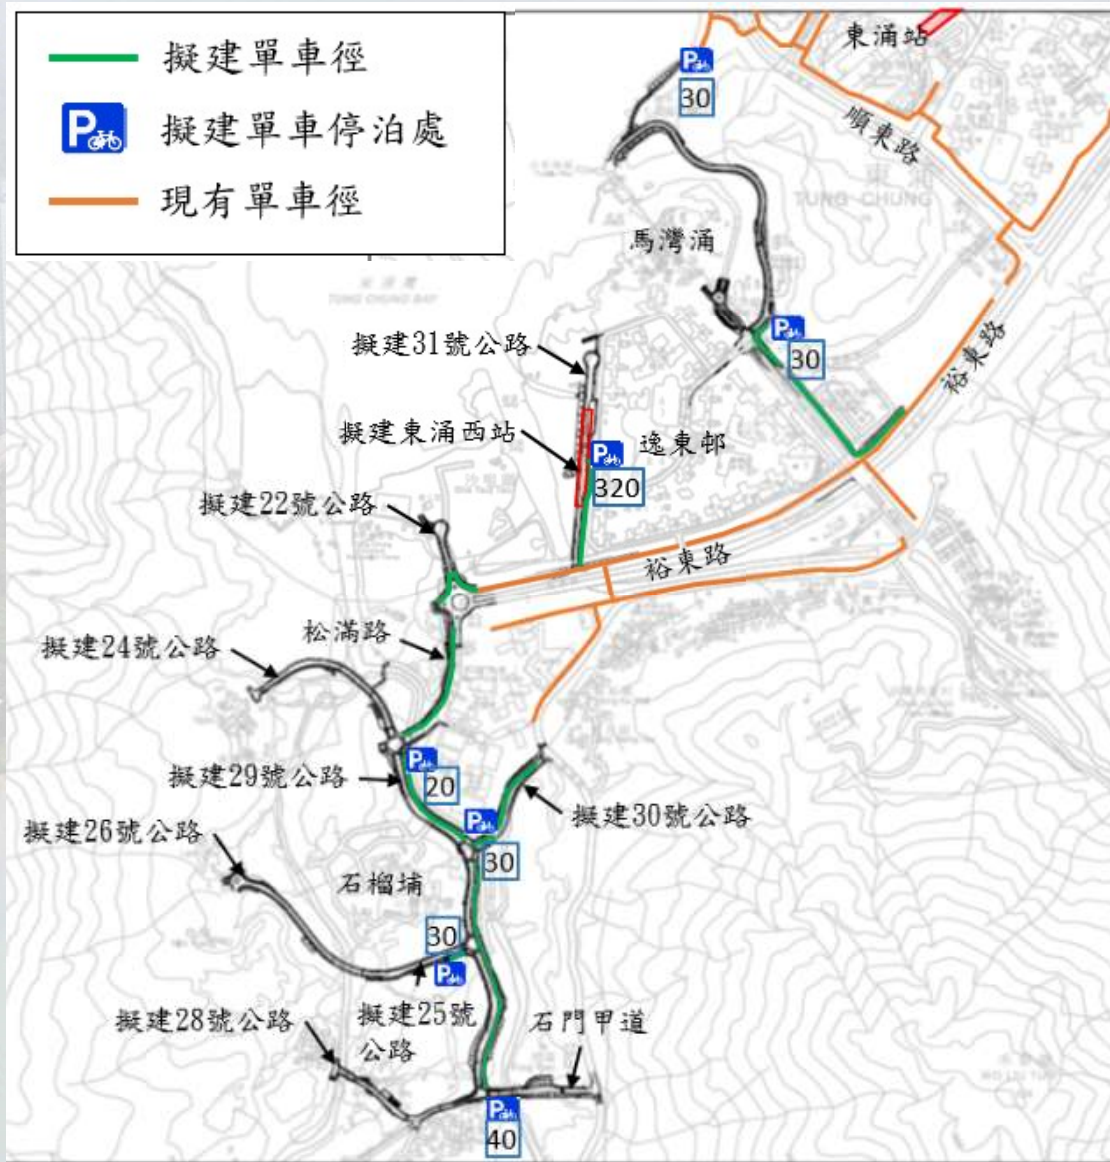 擬建單車徑
P
擬建單車停泊處
現有單車徑
東涌站
P
30
順東路
TUNG CHUNG
馬灣涌
TUNG CHUNG BAY
擬建31號公路
P
30
裕東路
擬建東涌西站
P
逸東邨
320
擬建22號公路
裕東路
松滿路
擬建24號公路
P
20
擬建29號公路
P
30
擬建30號公路
擬建26號公路
石榴埔
30
P
擬建25號
公路
擬建28號公路
石門甲道
P
40